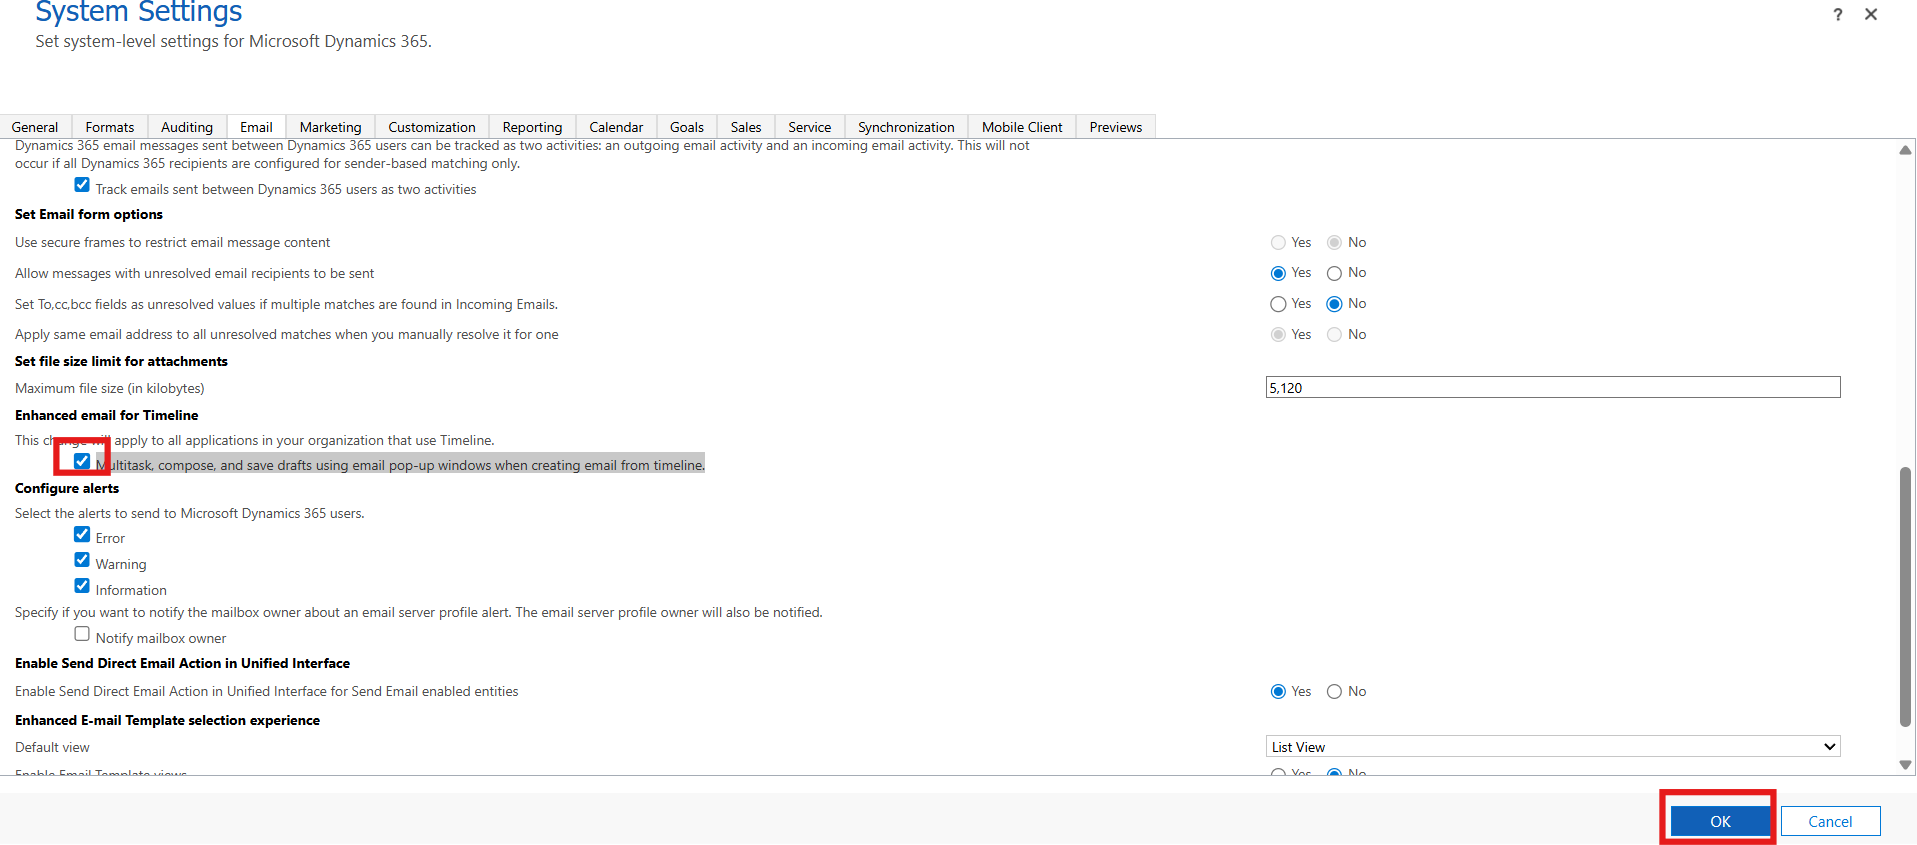 System Settings
Set system-level settings for Microsoft Dynamics 365.
?
General Formats Auditing Email Marketing Customization Reporting Calendar Goals Sales Service Synchronization Mobile Client Previews
Dynamics 365 email messages sent between Dynamics 365 users can be tracked as two activities: an outgoing email activity and an incoming email activity. This will not
occur if all Dynamics 365 recipients are configured for sender-based matching only.
Track emails sent between Dynamics 365 users as two activities
Set Email form options
Use secure frames to restrict email message content Yes No
Allow messages with unresolved email recipients to be sent Yes No
Set To,cc,bcc fields as unresolved values if multiple matches are found in Incoming Emails. Yes No
Apply same email address to all unresolved matches when you manually resolve it for one Yes No
Set file size limit for attachments
Maximum file size (in kilobytes) 5,120
Enhanced email for Timeline
This change will apply to all applications in your organization that use Timeline.
Multitask, compose, and save drafts using email pop-up windows when creating email from timeline.
Configure alerts
Select the alerts to send to Microsoft Dynamics 365 users.
Error
Warning
Information
Specify if you want to notify the mailbox owner about an email server profile alert. The email server profile owner will also be notified.
Notify mailbox owner
Enable Send Direct Email Action in Unified Interface
Enable Send Direct Email Action in Unified Interface for Send Email enabled entities Yes No
Enhanced E-mail Template selection experience
Default view List View
Enable Email Template views Yes No
OK Cancel